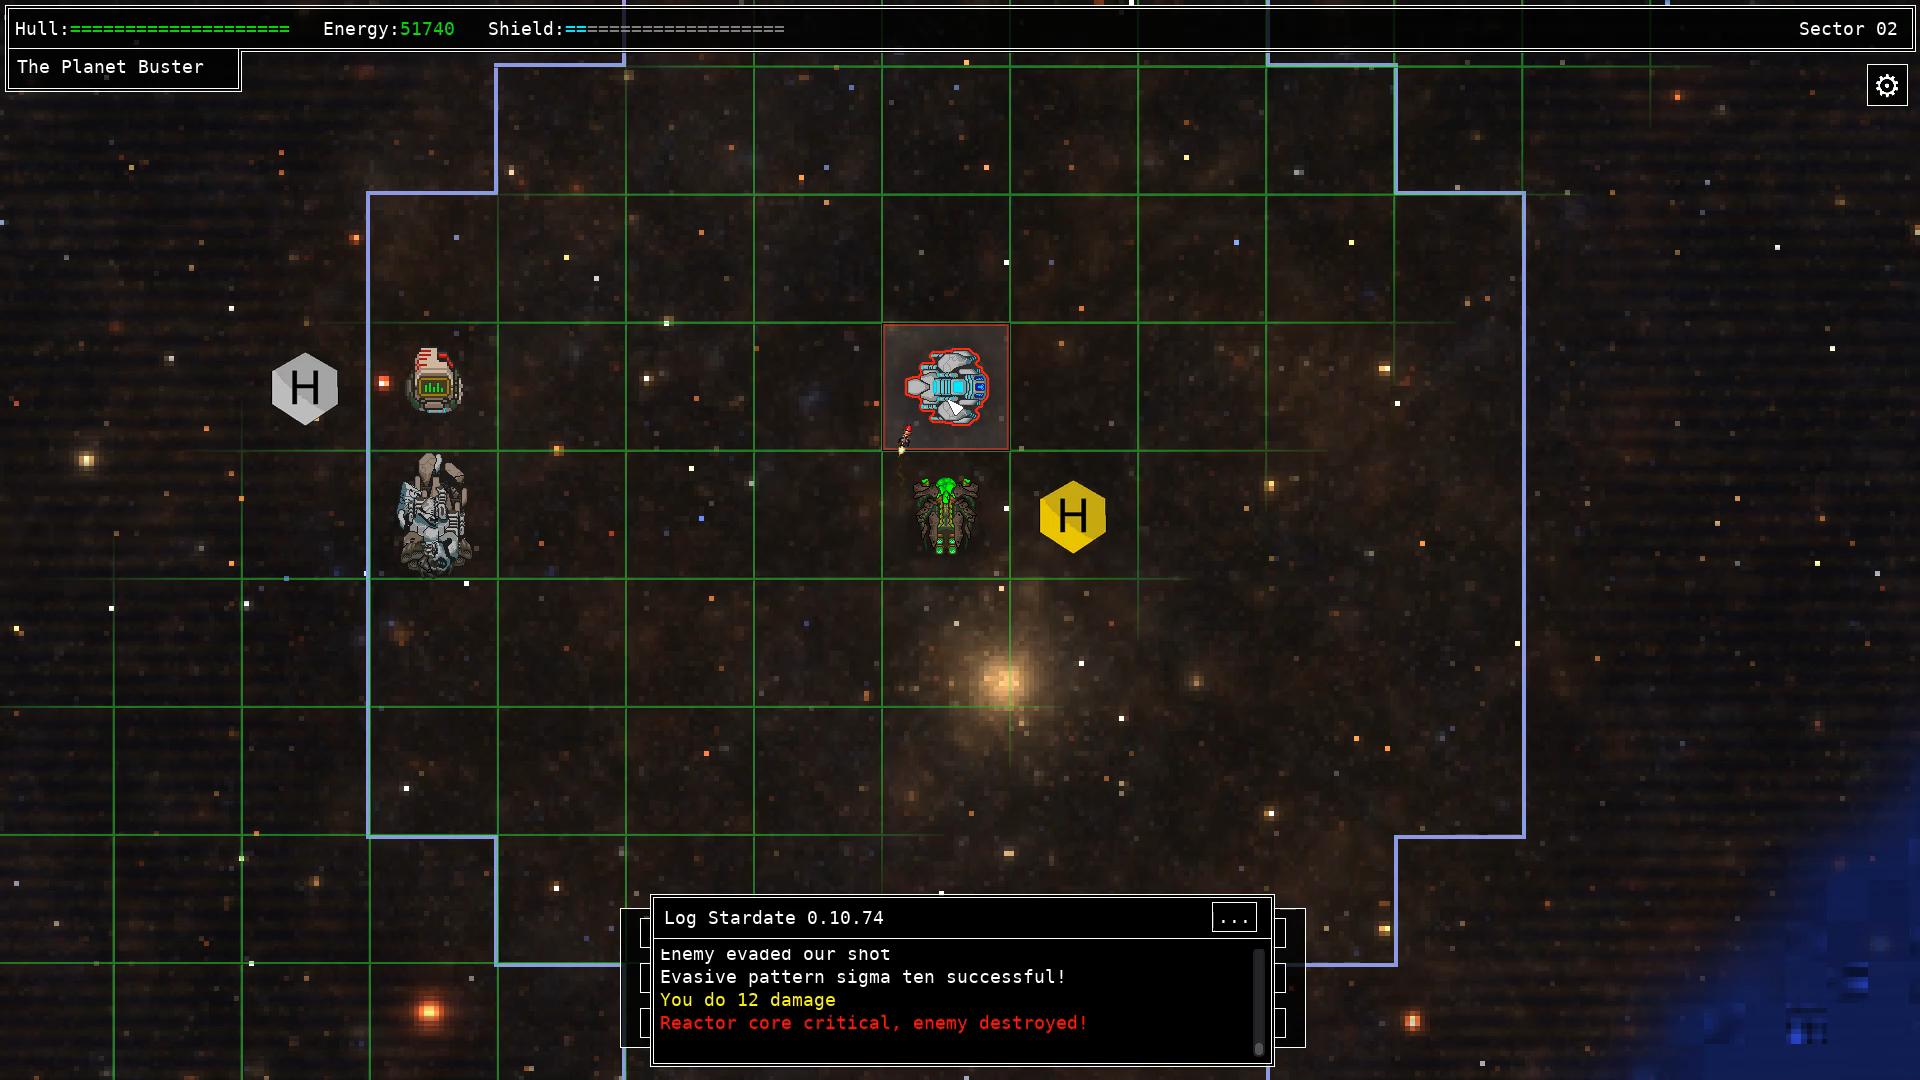 Hull:==================== Energy:51740 Shield:==================== Sector 02
The Planet Buster
H
H
Log Stardate 0.10.74
...
Enemy evaded our shot
Evasive pattern sigma ten successful!
You do 12 damage
Reactor core critical, enemy destroyed!